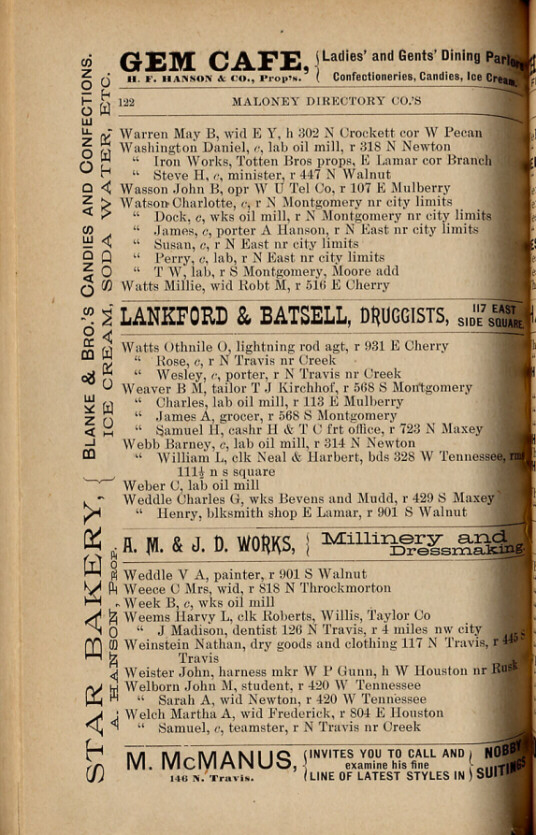 GEM CAFE, { Ladies' and Gents' Dining Parlors
H. F. HANSON & CO., Prop's. { Confectioneries, Candies, Ice Cream.
122 MALONEY DIRECTORY CO.'S
Warren May B, wid E Y, h 302 N Crockett cor W Pecan
Washington Daniel, c, lab oil mill, r 318 N Newton
“ Iron Works, Totten Bros props, E Lamar cor Branch
“ Steve H, c, minister, r 447 N Walnut
Wasson John B, opr W U Tel Co, r 107 E Mulberry
Watson Charlotte, c, r N Montgomery nr city limits
“ Dock, c, wks oil mill, r N Montgomery nr city limits
“ James, c, porter A Hanson, r N East nr city limits
“ Susan, c, r N East nr city limits
“ Perry, c, lab, r N East nr city limits
“ T W, lab, r S Montgomery, Moore add
Watts Millie, wid Robt M, r 516 E Cherry
LANKFORD & BATSELL, DRUGGISTS, 117 EAST
SIDE SQUARE
Watts Othnile O, lightning rod agt, r 931 E Cherry
“ Rose, c, r N Travis nr Creek
“ Wesley, c, porter, r N Travis nr Creek
Weaver B M, tailor T J Kirchhof, r 568 S Montgomery
“ Charles, lab oil mill, r 113 E Mulberry
“ James A, grocer, r 568 S Montgomery
“ Samuel H, cashr H & T C frt office, r 723 N Maxey
Webb Barney, c, lab oil mill, r 314 N Newton
“ William L, clk Neal & Harbert, bds 328 W Tennessee, rm
111½ n s square
Weber C, lab oil mill
Weddle Charles G, wks Bevens and Mudd, r 429 S Maxey
“ Henry, blksmith shop E Lamar, r 901 S Walnut
A. M. & J. D. WORKS, { Millinery and
Dressmaking.
Weddle V A, painter, r 901 S Walnut
Weece C Mrs, wid, r 818 N Throckmorton
Week B, c, wks oil mill
Weems Harvy L, clk Roberts, Willis, Taylor Co
“ J Madison, dentist 126 N Travis, r 4 miles nw city
Weinstein Nathan, dry goods and clothing 117 N Travis, r 445 S
Travis
Weister John, harness mkr W P Gunn, h W Houston nr Rusk
Welborn John M, student, r 420 W Tennessee
“ Sarah A, wid Newton, r 420 W Tennessee
Welch Martha A, wid Frederick, r 804 E Houston
“ Samuel, c, teamster, r N Travis nr Creek
M. McMANUS, { INVITES YOU TO CALL AND } NOBBY
146 N. Travis. examine his fine
{ LINE OF LATEST STYLES IN } SUITINGS
STAR BAKERY, { BLANKE & BRO.'S CANDIES AND CONFECTIONS.
A. HANSON, PROP. ICE CREAM, SODA WATER, ETC.